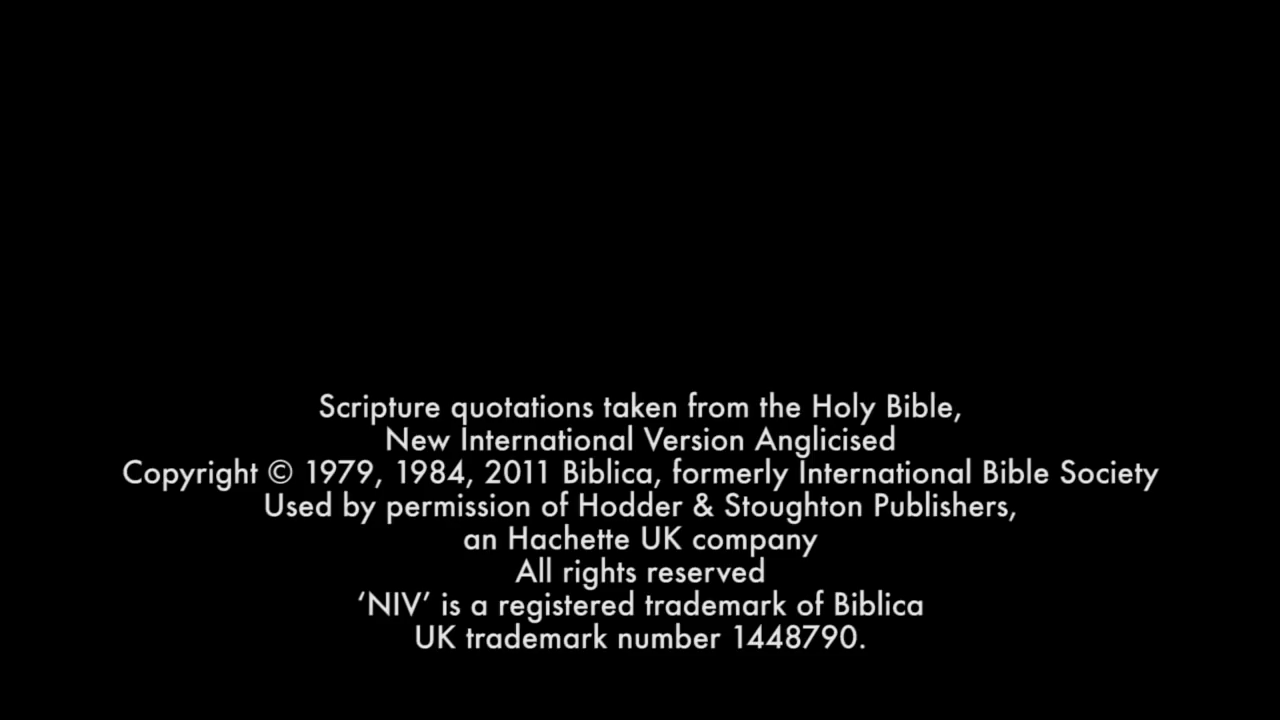 Scripture quotations taken from the Holy Bible,
New International Version Anglicised
Copyright © 1979, 1984, 2011 Biblica, formerly International Bible Society
Used by permission of Hodder & Stoughton Publishers,
an Hachette UK company
All rights reserved
‘NIV’ is a registered trademark of Biblica
UK trademark number 1448790.